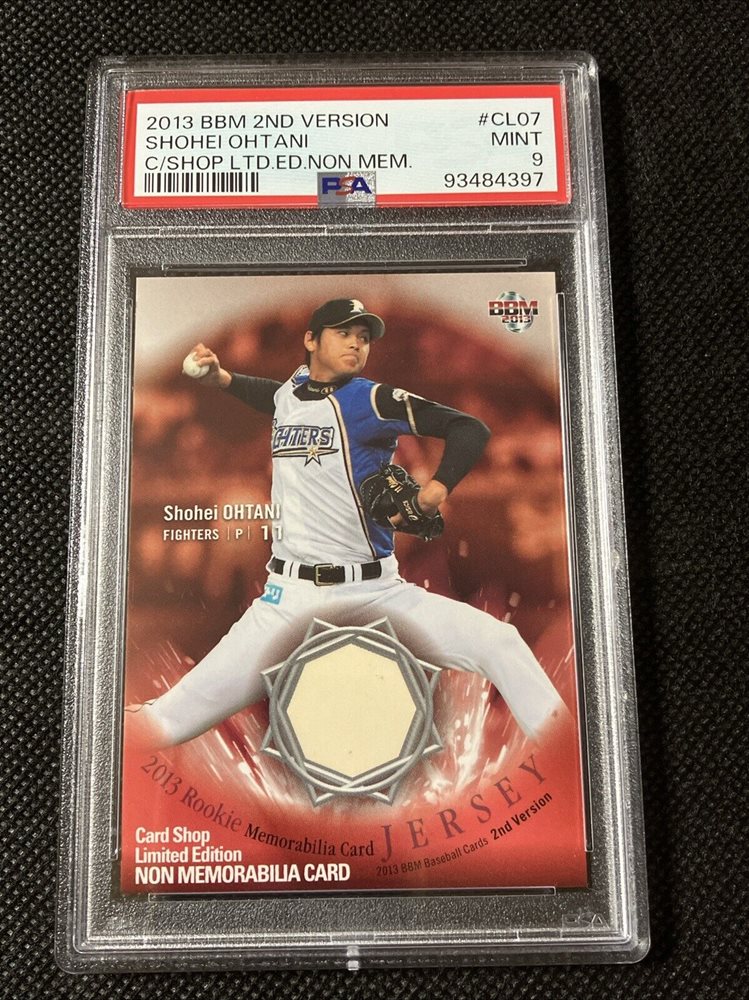 2013 BBM 2ND VERSION #CL07
SHOHEI OHTANI MINT
C/SHOP LTD.ED.NON MEM. 9
PSA 93484397
BBM
2013
FIGHTERS
Shohei OHTANI
FIGHTERS | P | 11
2013 Rookie Memorabilia Card JERSEY
2013 BBM Baseball Cards 2nd Version
Card Shop
Limited Edition
NON MEMORABILIA CARD
PSA